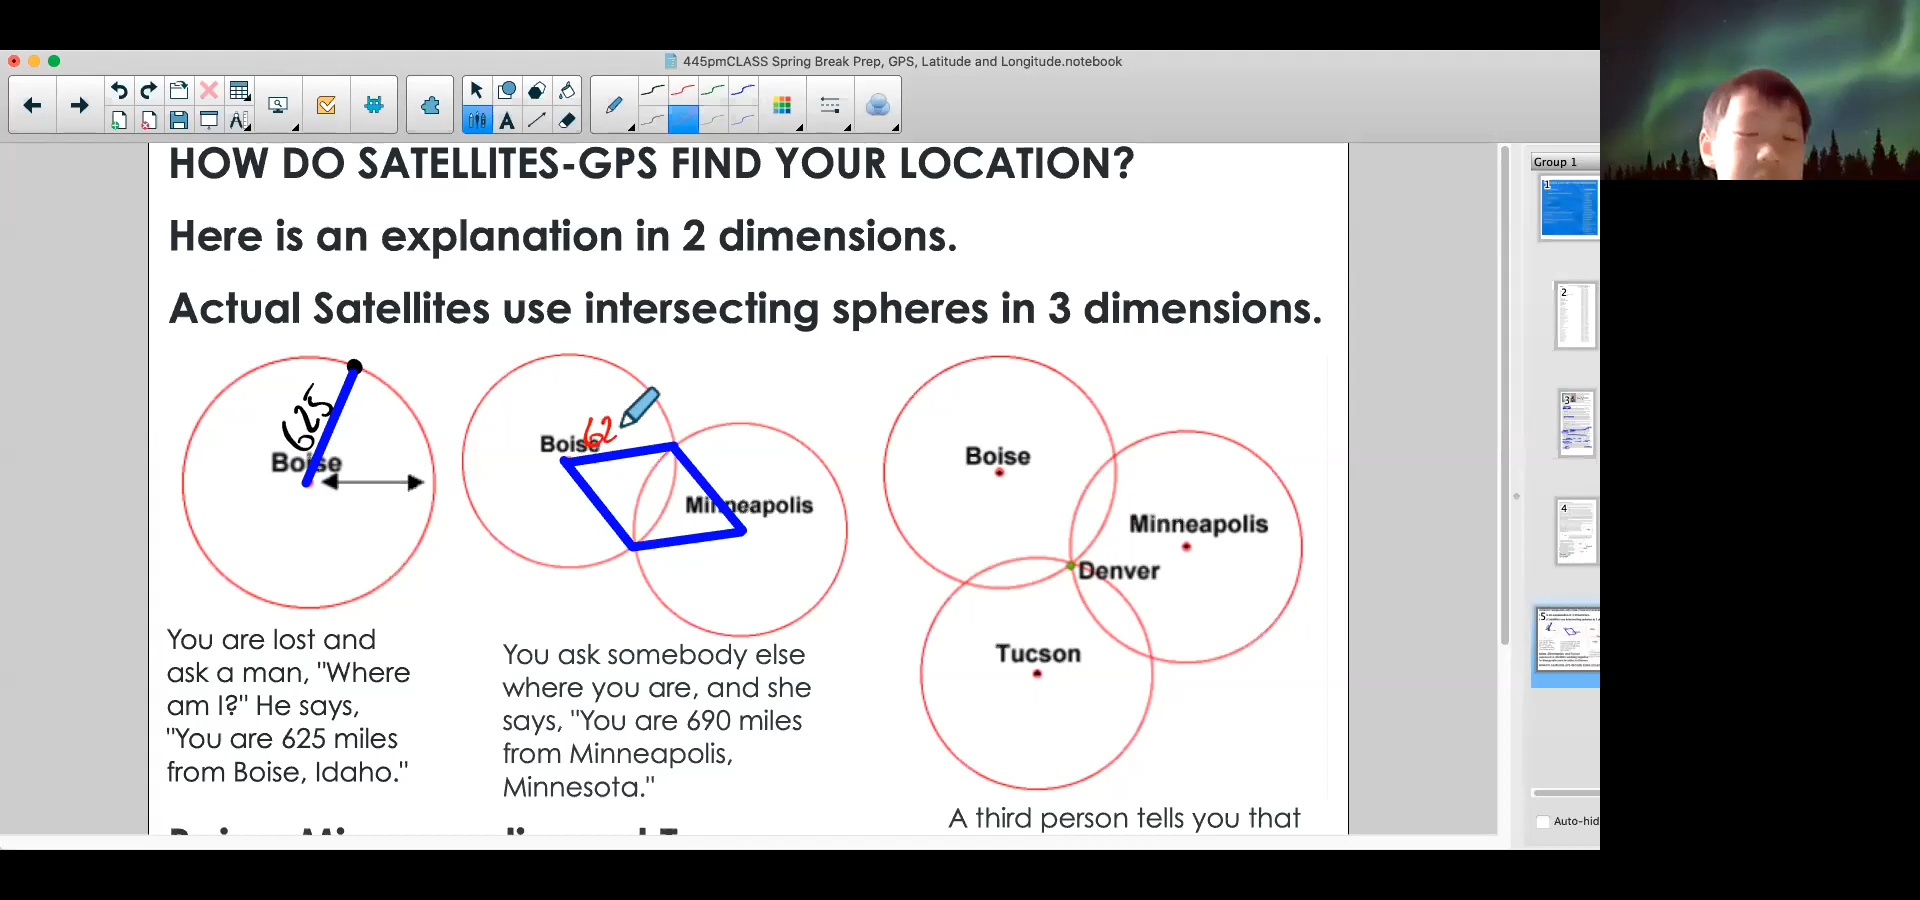 445pmCLASS Spring Break Prep, GPS, Latitude and Longitude.notebook
HOW DO SATELLITES-GPS FIND YOUR LOCATION?
Here is an explanation in 2 dimensions.
Actual Satellites use intersecting spheres in 3 dimensions.
625
Boise
Boise
62
Minneapolis
Boise
Minneapolis
Denver
Tucson
You are lost and
ask a man, "Where
am I?" He says,
"You are 625 miles
from Boise, Idaho."
You ask somebody else
where you are, and she
says, "You are 690 miles
from Minneapolis,
Minnesota."
A third person tells you that
Group 1
1
2
3
4
5
Auto-hid